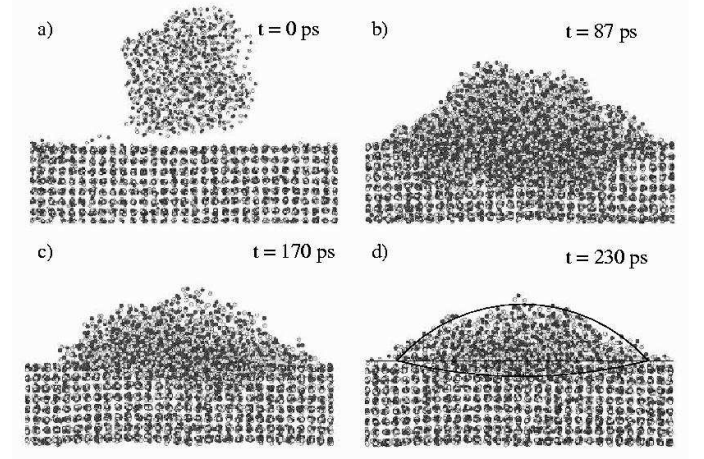 a)
t = 0 ps
b)
t = 87 ps
c)
t = 170 ps
d)
t = 230 ps